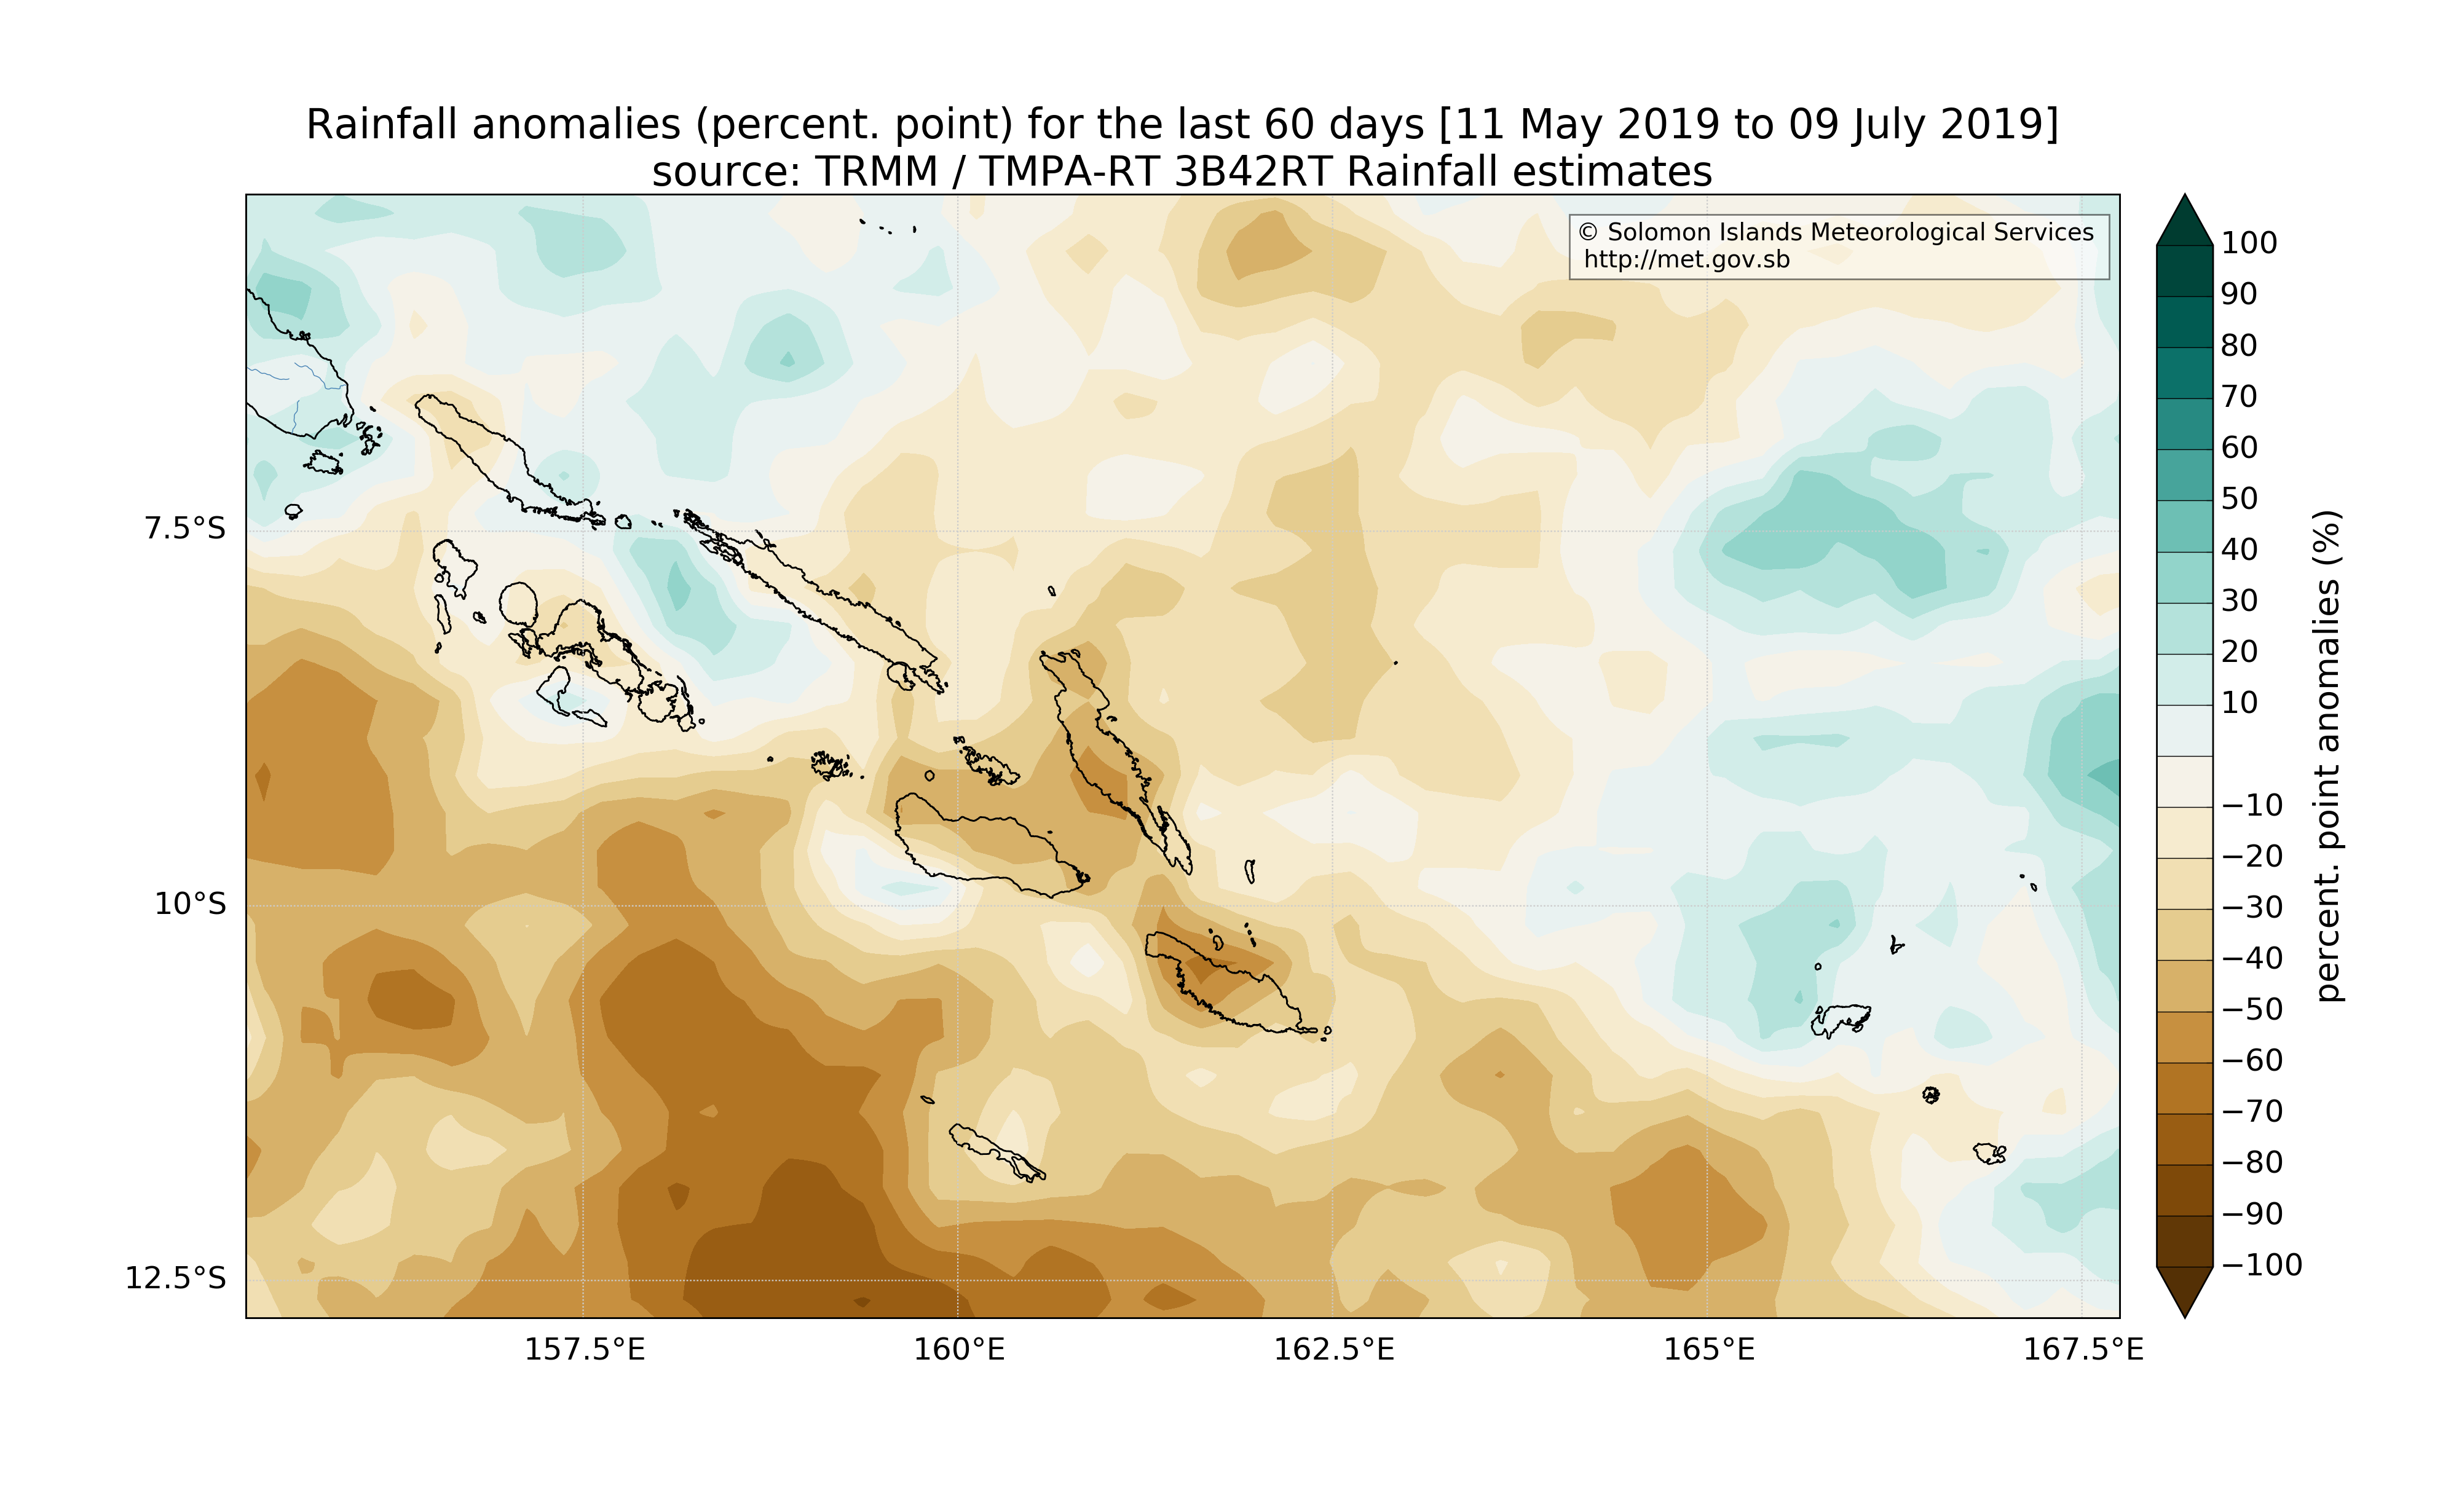 Rainfall anomalies (percent. point) for the last 60 days [11 May 2019 to 09 July 2019]
source: TRMM / TMPA-RT 3B42RT Rainfall estimates
© Solomon Islands Meteorological Services
http://met.gov.sb
7.5°S
10°S
12.5°S
157.5°E
160°E
162.5°E
165°E
167.5°E
100
90
80
70
60
50
40
30
20
10
−10
−20
−30
−40
−50
−60
−70
−80
−90
−100
percent. point anomalies (%)